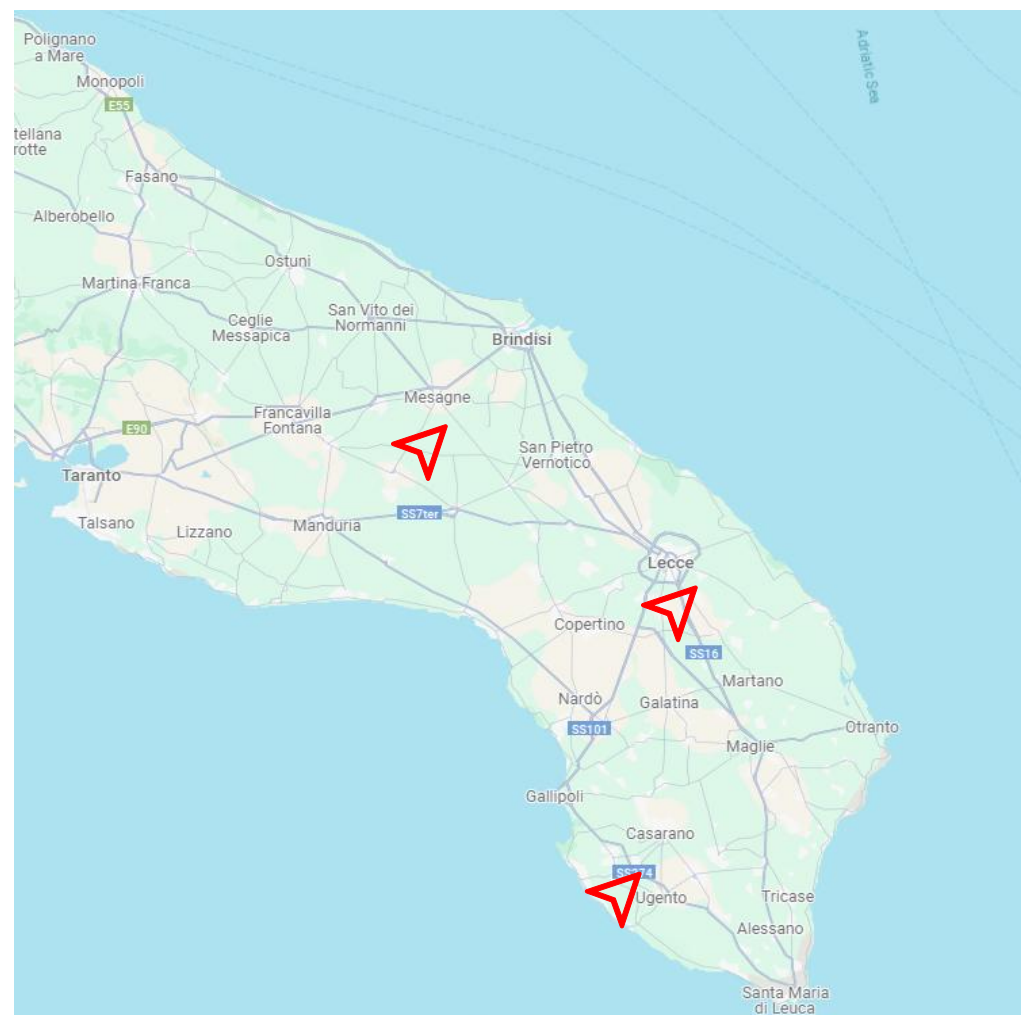 Polignano
a Mare
Adriatic Sea
Monopoli
E55
tellana
rotte
Fasano
Alberobello
Ostuni
Martina Franca
San Vito dei
Normanni
Ceglie
Messapica
Brindisi
Mesagne
Francavilla
Fontana
E90
San Pietro
Vernotico
Taranto
SS7ter
Talsano
Lizzano
Manduria
Lecce
Copertino
SS16
Martano
Nardò
Galatina
SS101
Otranto
Maglie
Gallipoli
Casarano
Ugento
Tricase
Alessano
Santa Maria
di Leuca